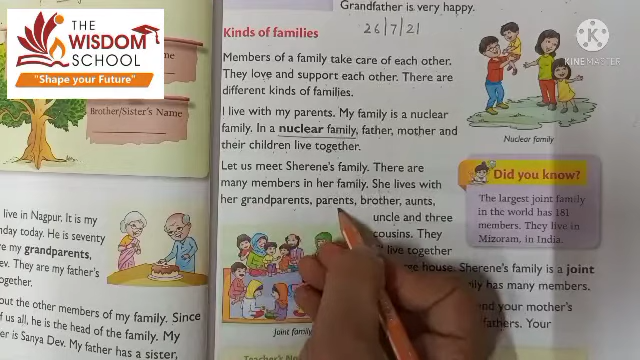 THE
WISDOM
SCHOOL
"Shape your Future"
Brother/Sister's Name
live in Nagpur. It is my
day today. He is seventy
my grandparents,
ev. They are my father's
ogether.
out the other members of my family. Since
of us all, he is the head of the family. My
er is Sanya Dev. My father has a sister,
Grandfather is very happy.
26/7/21
Kinds of families
Members of a family take care of each other.
They love and support each other. There are
different kinds of families.
I live with my parents. My family is a nuclear
family. In a nuclear family, father, mother and
their children live together.
Let us meet Sherene's family. There are
many members in her family. She lives with
her grandparents, parents, brother, aunts,
uncle and three
cousins. They
live together
Sherene's family is a joint
has many members.
and your mother's
fathers. Your
Joint family
Teacher's
K
KINEMASTER
Nuclear family
Did you know?
The largest joint family
in the world has 181
members. They live in
Mizoram, in India.